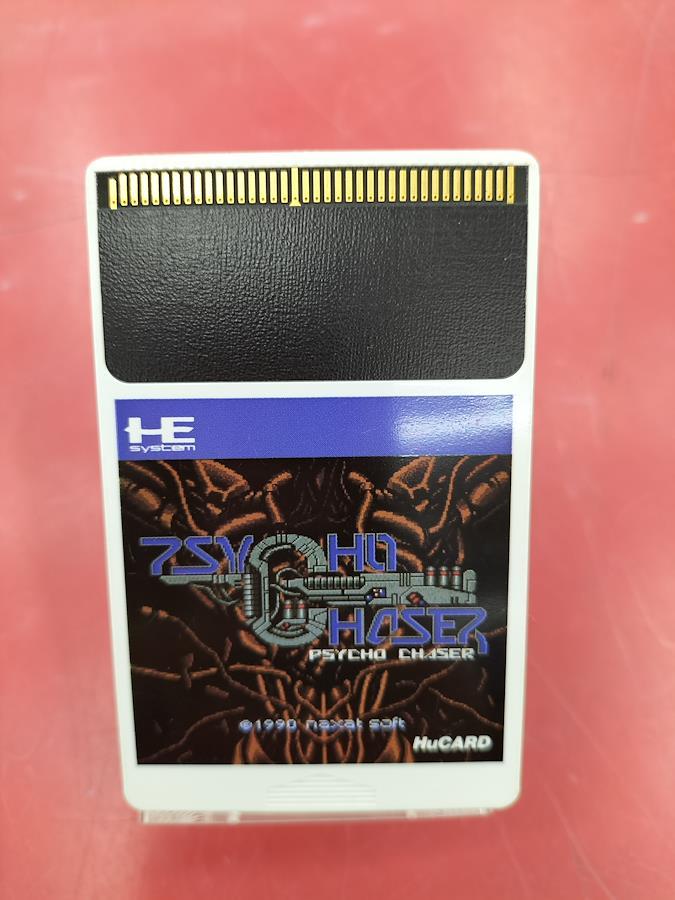 HE
system
PSYCHO
CHASER
PSYCHO CHASER
©1990 naxat soft
HuCARD